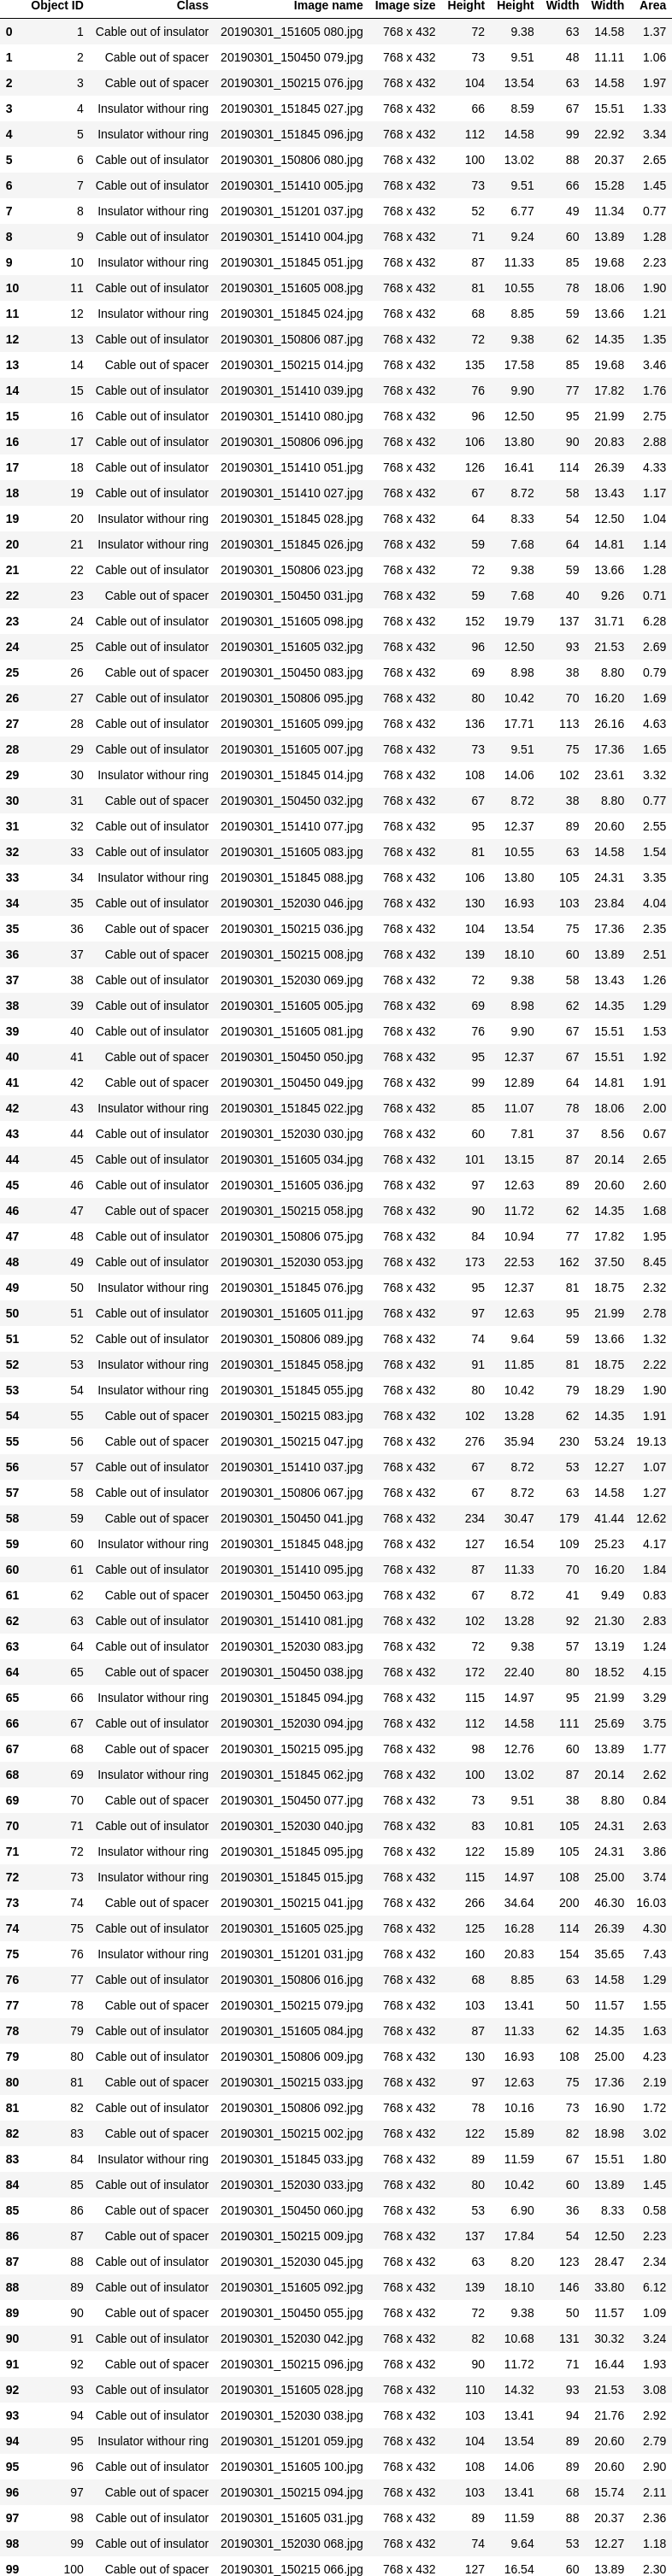 Object ID Class Image name Image size Height Height Width Width Area
0 1 Cable out of insulator 20190301_151605 080.jpg 768 x 432 72 9.38 63 14.58 1.37
1 2 Cable out of spacer 20190301_150450 079.jpg 768 x 432 73 9.51 48 11.11 1.06
2 3 Cable out of spacer 20190301_150215 076.jpg 768 x 432 104 13.54 63 14.58 1.97
3 4 Insulator withour ring 20190301_151845 027.jpg 768 x 432 66 8.59 67 15.51 1.33
4 5 Insulator withour ring 20190301_151845 096.jpg 768 x 432 112 14.58 99 22.92 3.34
5 6 Cable out of insulator 20190301_150806 080.jpg 768 x 432 100 13.02 88 20.37 2.65
6 7 Cable out of insulator 20190301_151410 005.jpg 768 x 432 73 9.51 66 15.28 1.45
7 8 Insulator withour ring 20190301_151201 037.jpg 768 x 432 52 6.77 49 11.34 0.77
8 9 Cable out of insulator 20190301_151410 004.jpg 768 x 432 71 9.24 60 13.89 1.28
9 10 Insulator withour ring 20190301_151845 051.jpg 768 x 432 87 11.33 85 19.68 2.23
10 11 Cable out of insulator 20190301_151605 008.jpg 768 x 432 81 10.55 78 18.06 1.90
11 12 Insulator withour ring 20190301_151845 024.jpg 768 x 432 68 8.85 59 13.66 1.21
12 13 Cable out of insulator 20190301_150806 087.jpg 768 x 432 72 9.38 62 14.35 1.35
13 14 Cable out of spacer 20190301_150215 014.jpg 768 x 432 135 17.58 85 19.68 3.46
14 15 Cable out of insulator 20190301_151410 039.jpg 768 x 432 76 9.90 77 17.82 1.76
15 16 Cable out of insulator 20190301_151410 080.jpg 768 x 432 96 12.50 95 21.99 2.75
16 17 Cable out of insulator 20190301_150806 096.jpg 768 x 432 106 13.80 90 20.83 2.88
17 18 Cable out of insulator 20190301_151410 051.jpg 768 x 432 126 16.41 114 26.39 4.33
18 19 Cable out of insulator 20190301_151410 027.jpg 768 x 432 67 8.72 58 13.43 1.17
19 20 Insulator withour ring 20190301_151845 028.jpg 768 x 432 64 8.33 54 12.50 1.04
20 21 Insulator withour ring 20190301_151845 026.jpg 768 x 432 59 7.68 64 14.81 1.14
21 22 Cable out of insulator 20190301_150806 023.jpg 768 x 432 72 9.38 59 13.66 1.28
22 23 Cable out of spacer 20190301_150450 031.jpg 768 x 432 59 7.68 40 9.26 0.71
23 24 Cable out of insulator 20190301_151605 098.jpg 768 x 432 152 19.79 137 31.71 6.28
24 25 Cable out of insulator 20190301_151605 032.jpg 768 x 432 96 12.50 93 21.53 2.69
25 26 Cable out of spacer 20190301_150450 083.jpg 768 x 432 69 8.98 38 8.80 0.79
26 27 Cable out of insulator 20190301_150806 095.jpg 768 x 432 80 10.42 70 16.20 1.69
27 28 Cable out of insulator 20190301_151605 099.jpg 768 x 432 136 17.71 113 26.16 4.63
28 29 Cable out of insulator 20190301_151605 007.jpg 768 x 432 73 9.51 75 17.36 1.65
29 30 Insulator withour ring 20190301_151845 014.jpg 768 x 432 108 14.06 102 23.61 3.32
30 31 Cable out of spacer 20190301_150450 032.jpg 768 x 432 67 8.72 38 8.80 0.77
31 32 Cable out of insulator 20190301_151410 077.jpg 768 x 432 95 12.37 89 20.60 2.55
32 33 Cable out of insulator 20190301_151605 083.jpg 768 x 432 81 10.55 63 14.58 1.54
33 34 Insulator withour ring 20190301_151845 088.jpg 768 x 432 106 13.80 105 24.31 3.35
34 35 Cable out of insulator 20190301_152030 046.jpg 768 x 432 130 16.93 103 23.84 4.04
35 36 Cable out of spacer 20190301_150215 036.jpg 768 x 432 104 13.54 75 17.36 2.35
36 37 Cable out of spacer 20190301_150215 008.jpg 768 x 432 139 18.10 60 13.89 2.51
37 38 Cable out of insulator 20190301_152030 069.jpg 768 x 432 72 9.38 58 13.43 1.26
38 39 Cable out of insulator 20190301_151605 005.jpg 768 x 432 69 8.98 62 14.35 1.29
39 40 Cable out of insulator 20190301_151605 081.jpg 768 x 432 76 9.90 67 15.51 1.53
40 41 Cable out of spacer 20190301_150450 050.jpg 768 x 432 95 12.37 67 15.51 1.92
41 42 Cable out of spacer 20190301_150450 049.jpg 768 x 432 99 12.89 64 14.81 1.91
42 43 Insulator withour ring 20190301_151845 022.jpg 768 x 432 85 11.07 78 18.06 2.00
43 44 Cable out of insulator 20190301_152030 030.jpg 768 x 432 60 7.81 37 8.56 0.67
44 45 Cable out of insulator 20190301_151605 034.jpg 768 x 432 101 13.15 87 20.14 2.65
45 46 Cable out of insulator 20190301_151605 036.jpg 768 x 432 97 12.63 89 20.60 2.60
46 47 Cable out of spacer 20190301_150215 058.jpg 768 x 432 90 11.72 62 14.35 1.68
47 48 Cable out of insulator 20190301_150806 075.jpg 768 x 432 84 10.94 77 17.82 1.95
48 49 Cable out of insulator 20190301_152030 053.jpg 768 x 432 173 22.53 162 37.50 8.45
49 50 Insulator withour ring 20190301_151845 076.jpg 768 x 432 95 12.37 81 18.75 2.32
50 51 Cable out of insulator 20190301_151605 011.jpg 768 x 432 97 12.63 95 21.99 2.78
51 52 Cable out of insulator 20190301_150806 089.jpg 768 x 432 74 9.64 59 13.66 1.32
52 53 Insulator withour ring 20190301_151845 058.jpg 768 x 432 91 11.85 81 18.75 2.22
53 54 Insulator withour ring 20190301_151845 055.jpg 768 x 432 80 10.42 79 18.29 1.90
54 55 Cable out of spacer 20190301_150215 083.jpg 768 x 432 102 13.28 62 14.35 1.91
55 56 Cable out of spacer 20190301_150215 047.jpg 768 x 432 276 35.94 230 53.24 19.13
56 57 Cable out of insulator 20190301_151410 037.jpg 768 x 432 67 8.72 53 12.27 1.07
57 58 Cable out of insulator 20190301_150806 067.jpg 768 x 432 67 8.72 63 14.58 1.27
58 59 Cable out of spacer 20190301_150450 041.jpg 768 x 432 234 30.47 179 41.44 12.62
59 60 Insulator withour ring 20190301_151845 048.jpg 768 x 432 127 16.54 109 25.23 4.17
60 61 Cable out of insulator 20190301_151410 095.jpg 768 x 432 87 11.33 70 16.20 1.84
61 62 Cable out of spacer 20190301_150450 063.jpg 768 x 432 67 8.72 41 9.49 0.83
62 63 Cable out of insulator 20190301_151410 081.jpg 768 x 432 102 13.28 92 21.30 2.83
63 64 Cable out of insulator 20190301_152030 083.jpg 768 x 432 72 9.38 57 13.19 1.24
64 65 Cable out of spacer 20190301_150450 038.jpg 768 x 432 172 22.40 80 18.52 4.15
65 66 Insulator withour ring 20190301_151845 094.jpg 768 x 432 115 14.97 95 21.99 3.29
66 67 Cable out of insulator 20190301_152030 094.jpg 768 x 432 112 14.58 111 25.69 3.75
67 68 Cable out of spacer 20190301_150215 095.jpg 768 x 432 98 12.76 60 13.89 1.77
68 69 Insulator withour ring 20190301_151845 062.jpg 768 x 432 100 13.02 87 20.14 2.62
69 70 Cable out of spacer 20190301_150450 077.jpg 768 x 432 73 9.51 38 8.80 0.84
70 71 Cable out of insulator 20190301_152030 040.jpg 768 x 432 83 10.81 105 24.31 2.63
71 72 Insulator withour ring 20190301_151845 095.jpg 768 x 432 122 15.89 105 24.31 3.86
72 73 Insulator withour ring 20190301_151845 015.jpg 768 x 432 115 14.97 108 25.00 3.74
73 74 Cable out of spacer 20190301_150215 041.jpg 768 x 432 266 34.64 200 46.30 16.03
74 75 Cable out of insulator 20190301_151605 025.jpg 768 x 432 125 16.28 114 26.39 4.30
75 76 Insulator withour ring 20190301_151201 031.jpg 768 x 432 160 20.83 154 35.65 7.43
76 77 Cable out of insulator 20190301_150806 016.jpg 768 x 432 68 8.85 63 14.58 1.29
77 78 Cable out of spacer 20190301_150215 079.jpg 768 x 432 103 13.41 50 11.57 1.55
78 79 Cable out of insulator 20190301_151605 084.jpg 768 x 432 87 11.33 62 14.35 1.63
79 80 Cable out of insulator 20190301_150806 009.jpg 768 x 432 130 16.93 108 25.00 4.23
80 81 Cable out of spacer 20190301_150215 033.jpg 768 x 432 97 12.63 75 17.36 2.19
81 82 Cable out of insulator 20190301_150806 092.jpg 768 x 432 78 10.16 73 16.90 1.72
82 83 Cable out of spacer 20190301_150215 002.jpg 768 x 432 122 15.89 82 18.98 3.02
83 84 Insulator withour ring 20190301_151845 033.jpg 768 x 432 89 11.59 67 15.51 1.80
84 85 Cable out of insulator 20190301_152030 033.jpg 768 x 432 80 10.42 60 13.89 1.45
85 86 Cable out of spacer 20190301_150450 060.jpg 768 x 432 53 6.90 36 8.33 0.58
86 87 Cable out of spacer 20190301_150215 009.jpg 768 x 432 137 17.84 54 12.50 2.23
87 88 Cable out of insulator 20190301_152030 045.jpg 768 x 432 63 8.20 123 28.47 2.34
88 89 Cable out of insulator 20190301_151605 092.jpg 768 x 432 139 18.10 146 33.80 6.12
89 90 Cable out of spacer 20190301_150450 055.jpg 768 x 432 72 9.38 50 11.57 1.09
90 91 Cable out of insulator 20190301_152030 042.jpg 768 x 432 82 10.68 131 30.32 3.24
91 92 Cable out of spacer 20190301_150215 096.jpg 768 x 432 90 11.72 71 16.44 1.93
92 93 Cable out of insulator 20190301_151605 028.jpg 768 x 432 110 14.32 93 21.53 3.08
93 94 Cable out of insulator 20190301_152030 038.jpg 768 x 432 103 13.41 94 21.76 2.92
94 95 Insulator withour ring 20190301_151201 059.jpg 768 x 432 104 13.54 89 20.60 2.79
95 96 Cable out of insulator 20190301_151605 100.jpg 768 x 432 108 14.06 89 20.60 2.90
96 97 Cable out of spacer 20190301_150215 094.jpg 768 x 432 103 13.41 68 15.74 2.11
97 98 Cable out of insulator 20190301_151605 031.jpg 768 x 432 89 11.59 88 20.37 2.36
98 99 Cable out of insulator 20190301_152030 068.jpg 768 x 432 74 9.64 53 12.27 1.18
99 100 Cable out of spacer 20190301_150215 066.jpg 768 x 432 127 16.54 60 13.89 2.30